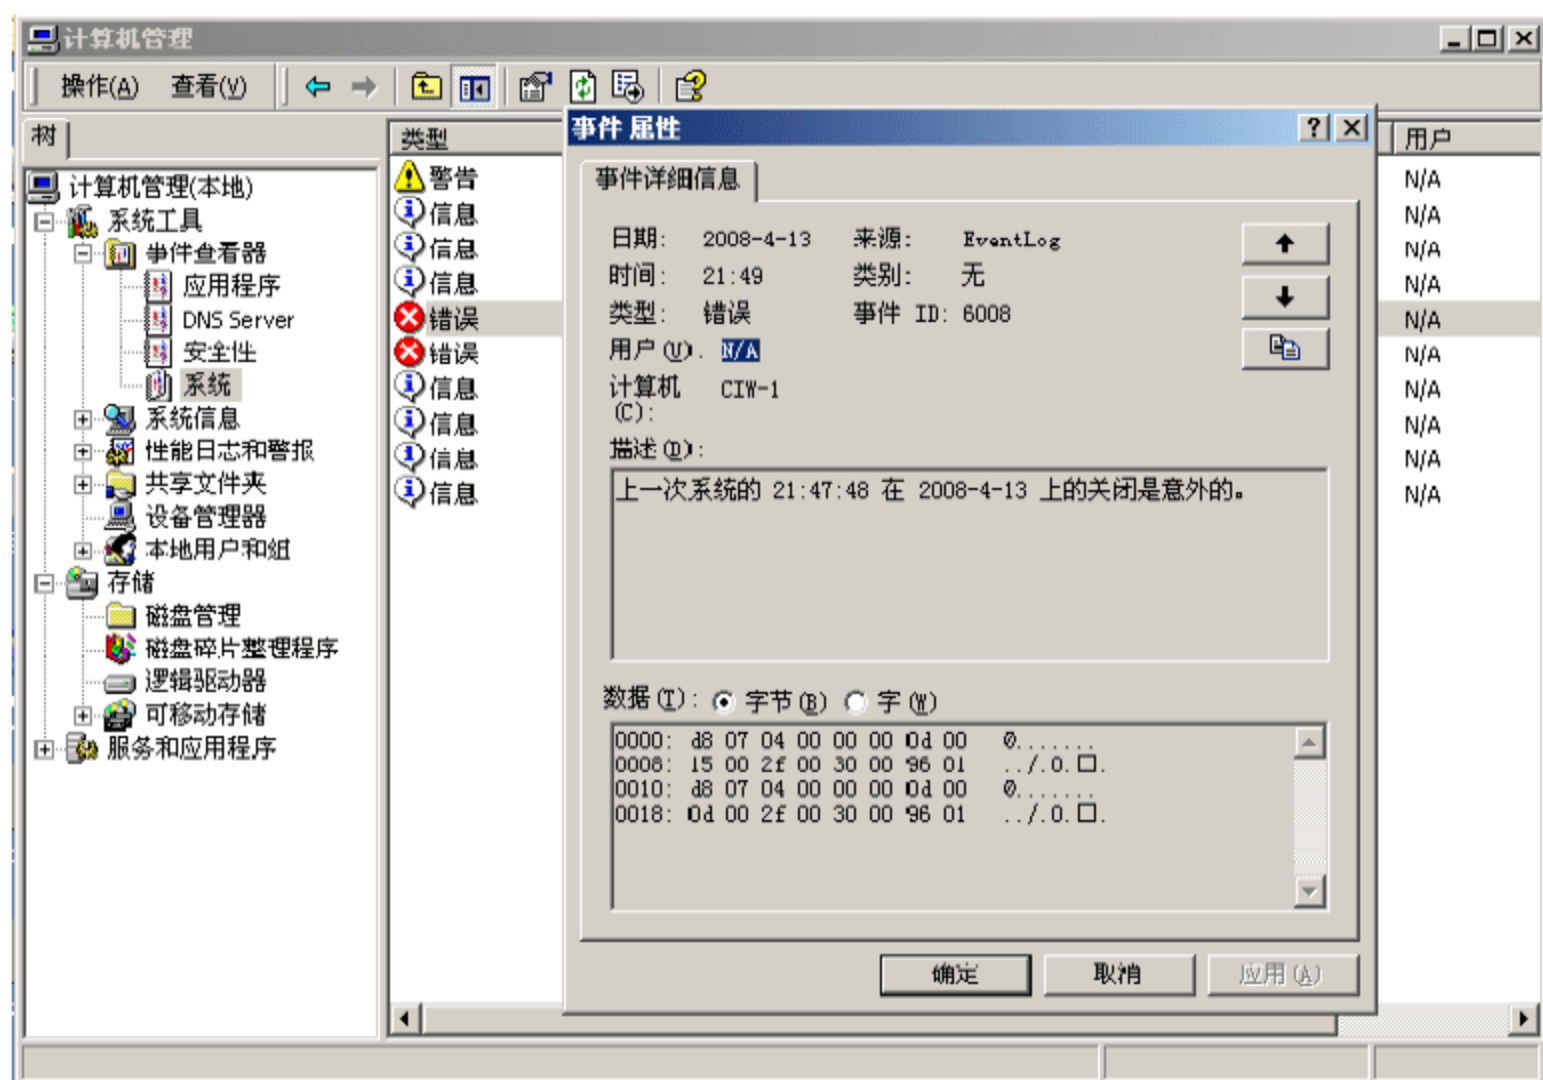 计算机管理
操作(A) 查看(V)
树
计算机管理(本地)
系统工具
事件查看器
应用程序
DNS Server
安全性
系统
系统信息
性能日志和警报
共享文件夹
设备管理器
本地用户和组
存储
磁盘管理
磁盘碎片整理程序
逻辑驱动器
可移动存储
服务和应用程序
类型 用户
警告 N/A
信息 N/A
信息 N/A
信息 N/A
错误 N/A
错误 N/A
信息 N/A
信息 N/A
信息 N/A
信息 N/A
事件 属性
事件详细信息
日期: 2008-4-13 来源: EventLog
时间: 21:49 类别: 无
类型: 错误 事件 ID: 6008
用户(U). N/A
计算机 CIW-1
(C):
描述(D):
上一次系统的 21:47:48 在 2008-4-13 上的关闭是意外的。
数据(T): 字节(B) 字(W)
0000: d8 07 04 00 00 00 0d 00 Ø.......
0008: 15 00 2f 00 30 00 96 01 ../.0.□.
0010: d8 07 04 00 00 00 0d 00 Ø.......
0018: 0d 00 2f 00 30 00 96 01 ../.0.□.
确定 取消 应用(A)